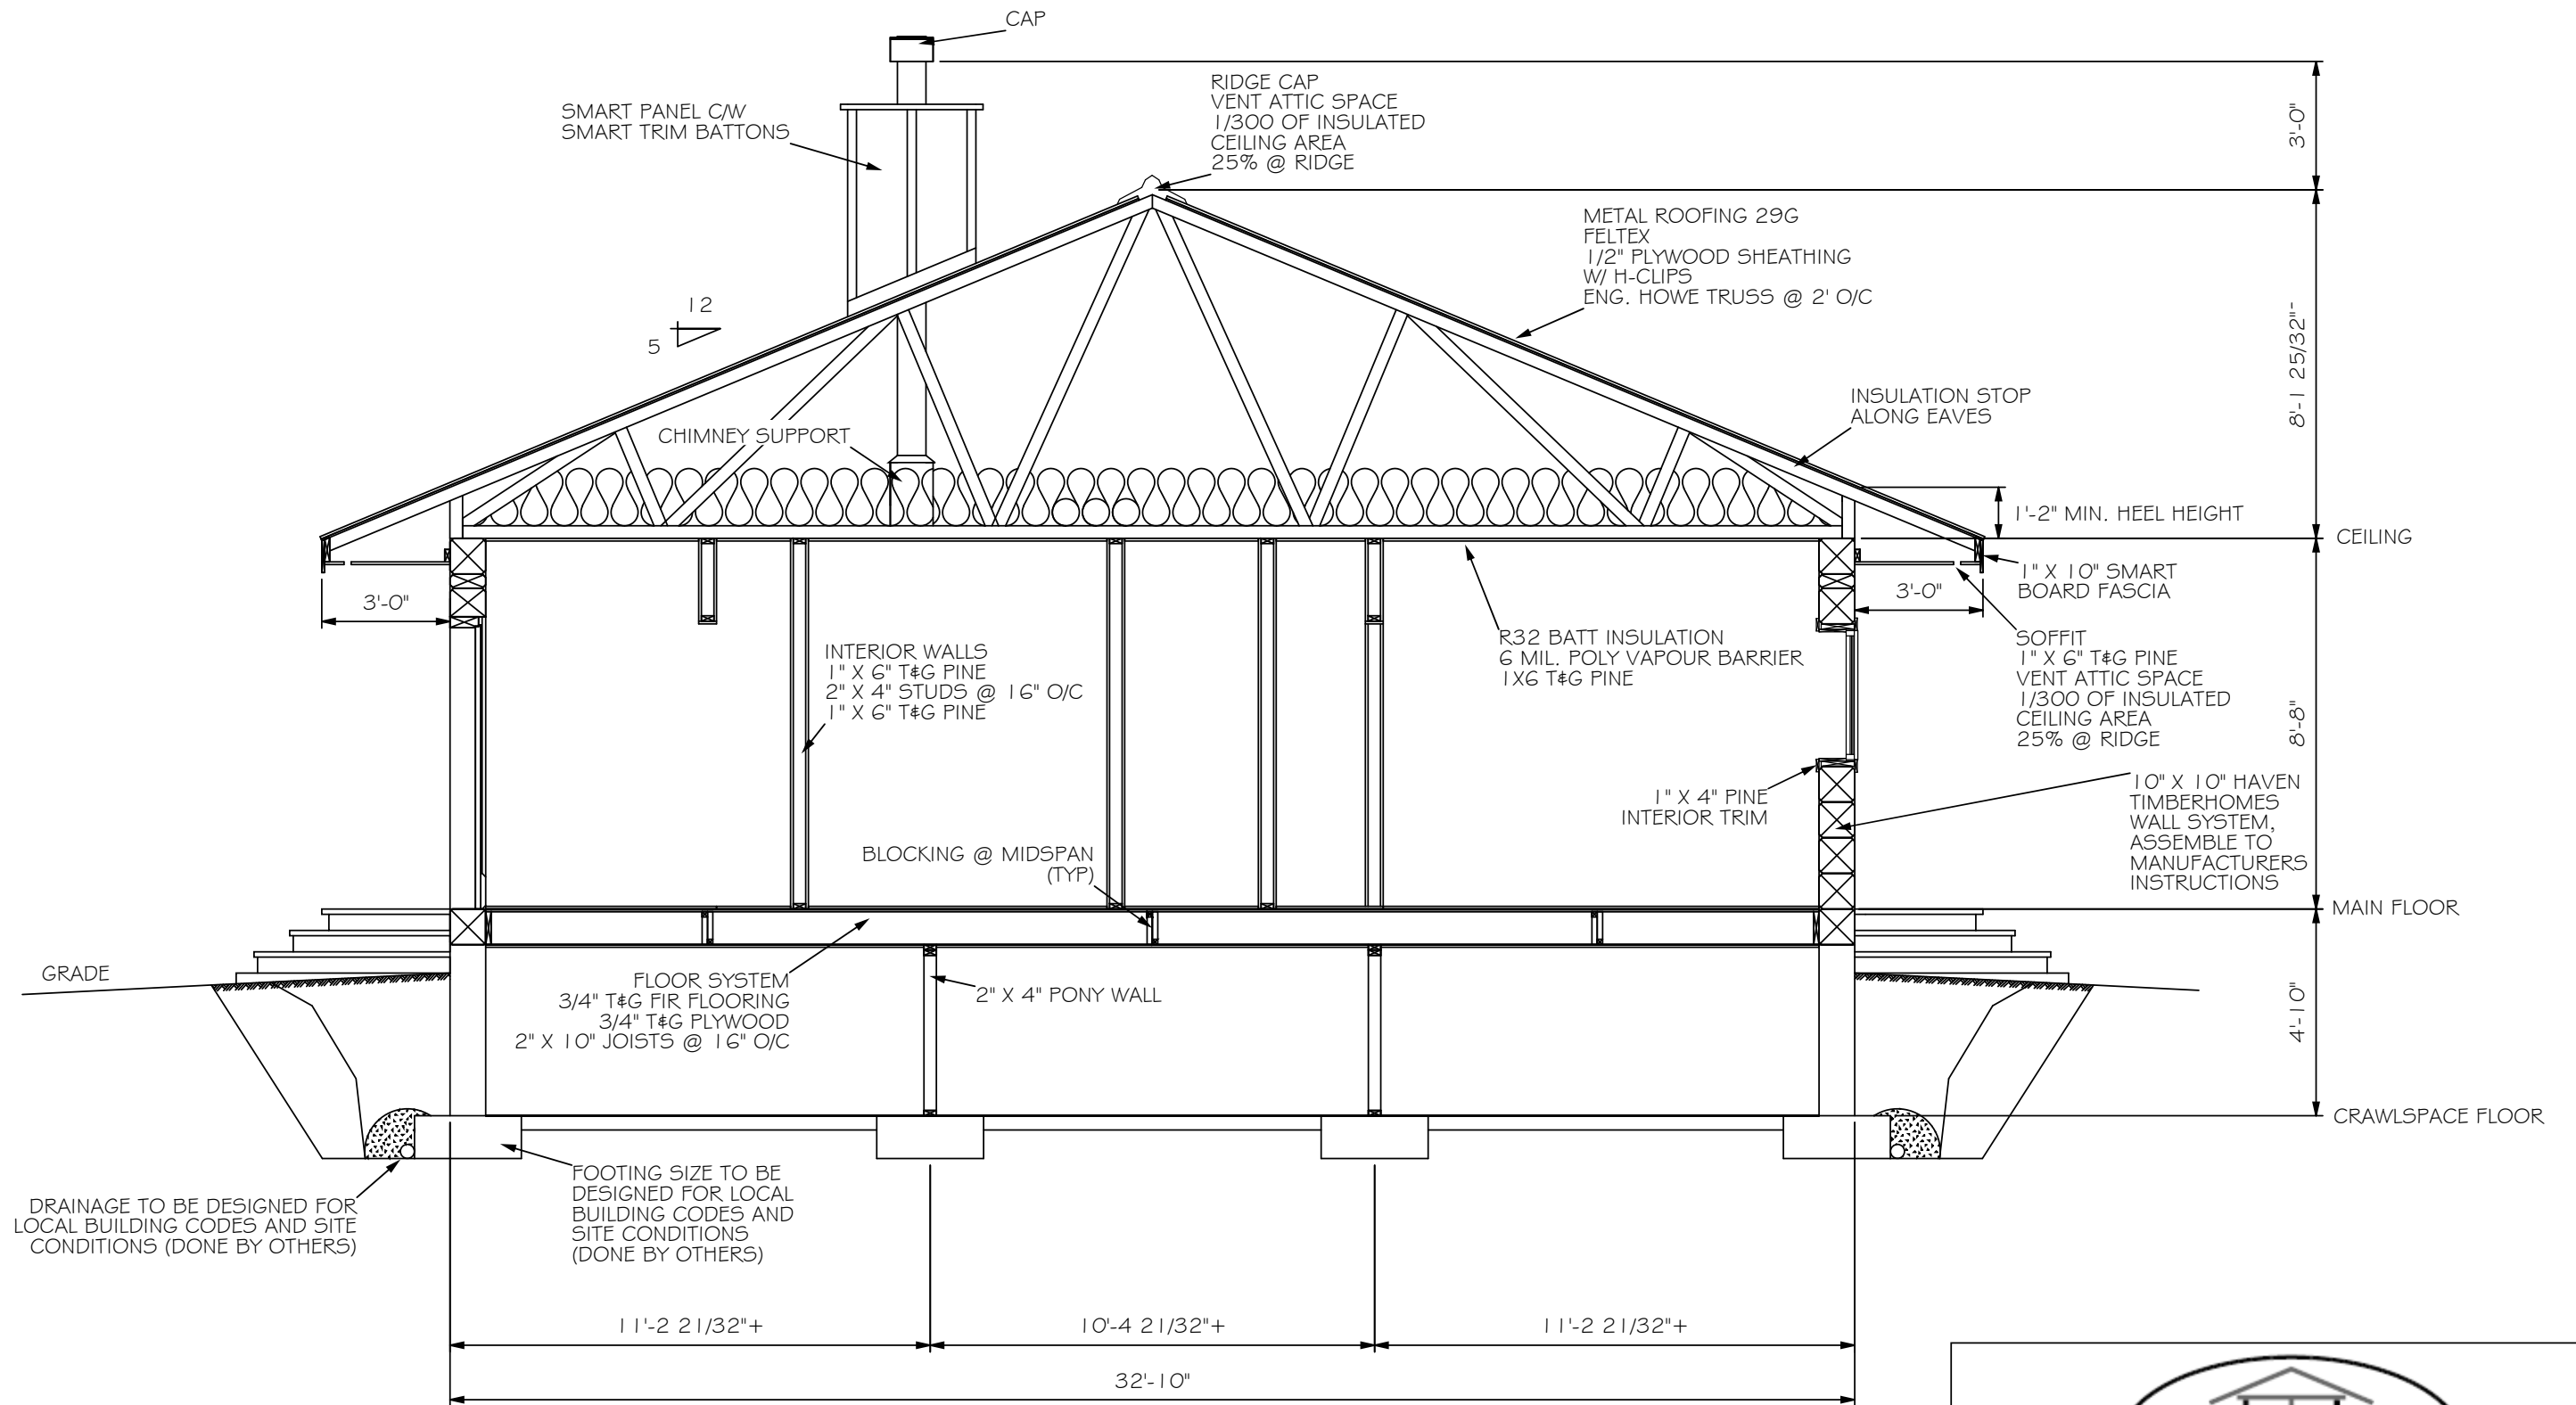 CAP
RIDGE CAP
VENT ATTIC SPACE
1/300 OF INSULATED
CEILING AREA
25% @ RIDGE
SMART PANEL C/W
SMART TRIM BATTONS
3'-0"
METAL ROOFING 29G
FELTEX
1/2" PLYWOOD SHEATHING
W/ H-CLIPS
ENG. HOWE TRUSS @ 2' O/C
12
5
8'-1 25/32"-
INSULATION STOP
ALONG EAVES
CHIMNEY SUPPORT
1'-2" MIN. HEEL HEIGHT
CEILING
1" X 10" SMART
BOARD FASCIA
3'-0"
3'-0"
INTERIOR WALLS
1" X 6" T&G PINE
2" X 4" STUDS @ 16" O/C
1" X 6" T&G PINE
R32 BATT INSULATION
6 MIL. POLY VAPOUR BARRIER
1X6 T&G PINE
SOFFIT
1" X 6" T&G PINE
VENT ATTIC SPACE
1/300 OF INSULATED
CEILING AREA
25% @ RIDGE
8'-8"
1" X 4" PINE
INTERIOR TRIM
10" X 10" HAVEN
TIMBERHOMES
WALL SYSTEM,
ASSEMBLE TO
MANUFACTURERS
INSTRUCTIONS
BLOCKING @ MIDSPAN
(TYP)
MAIN FLOOR
GRADE
FLOOR SYSTEM
3/4" T&G FIR FLOORING
3/4" T&G PLYWOOD
2" X 10" JOISTS @ 16" O/C
2" X 4" PONY WALL
4'-10"
CRAWLSPACE FLOOR
DRAINAGE TO BE DESIGNED FOR
LOCAL BUILDING CODES AND SITE
CONDITIONS (DONE BY OTHERS)
FOOTING SIZE TO BE
DESIGNED FOR LOCAL
BUILDING CODES AND
SITE CONDITIONS
(DONE BY OTHERS)
11'-2 21/32"+
10'-4 21/32"+
11'-2 21/32"+
32'-10"